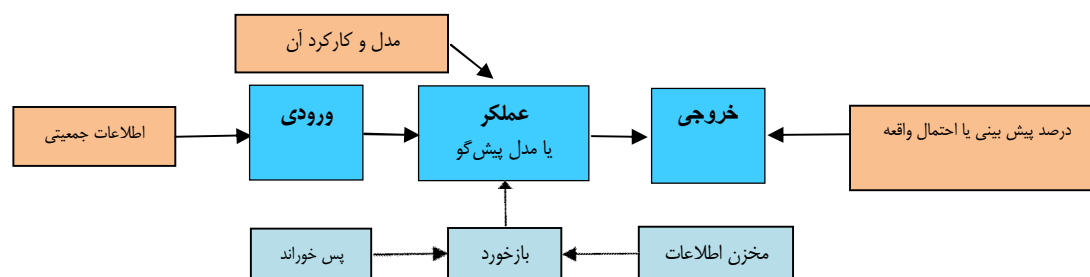 مدل و کارکرد آن
خروجی
عملکر
ورودی
درصد پیش بینی یا احتمال واقعه
یا مدل پیش‌گو
اطلاعات جمعیتی
مخزن اطلاعات
بازخورد
پس خوراند